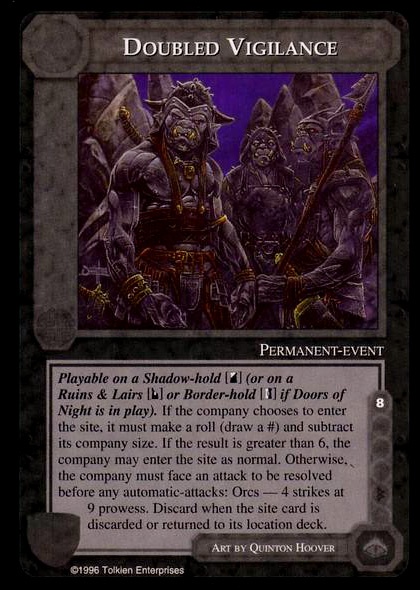 DOUBLED VIGILANCE
PERMANENT-EVENT
Playable on a Shadow-hold [] (or on a
Ruins & Lairs [] or Border-hold [] if Doors of
Night is in play). If the company chooses to enter
the site, it must make a roll (draw a #) and subtract
its company size. If the result is greater than 6, the
company may enter the site as normal. Otherwise,
the company must face an attack to be resolved
before any automatic-attacks: Orcs — 4 strikes at
9 prowess. Discard when the site card is
discarded or returned to its location deck.
8
ART BY QUINTON HOOVER
©1996 Tolkien Enterprises